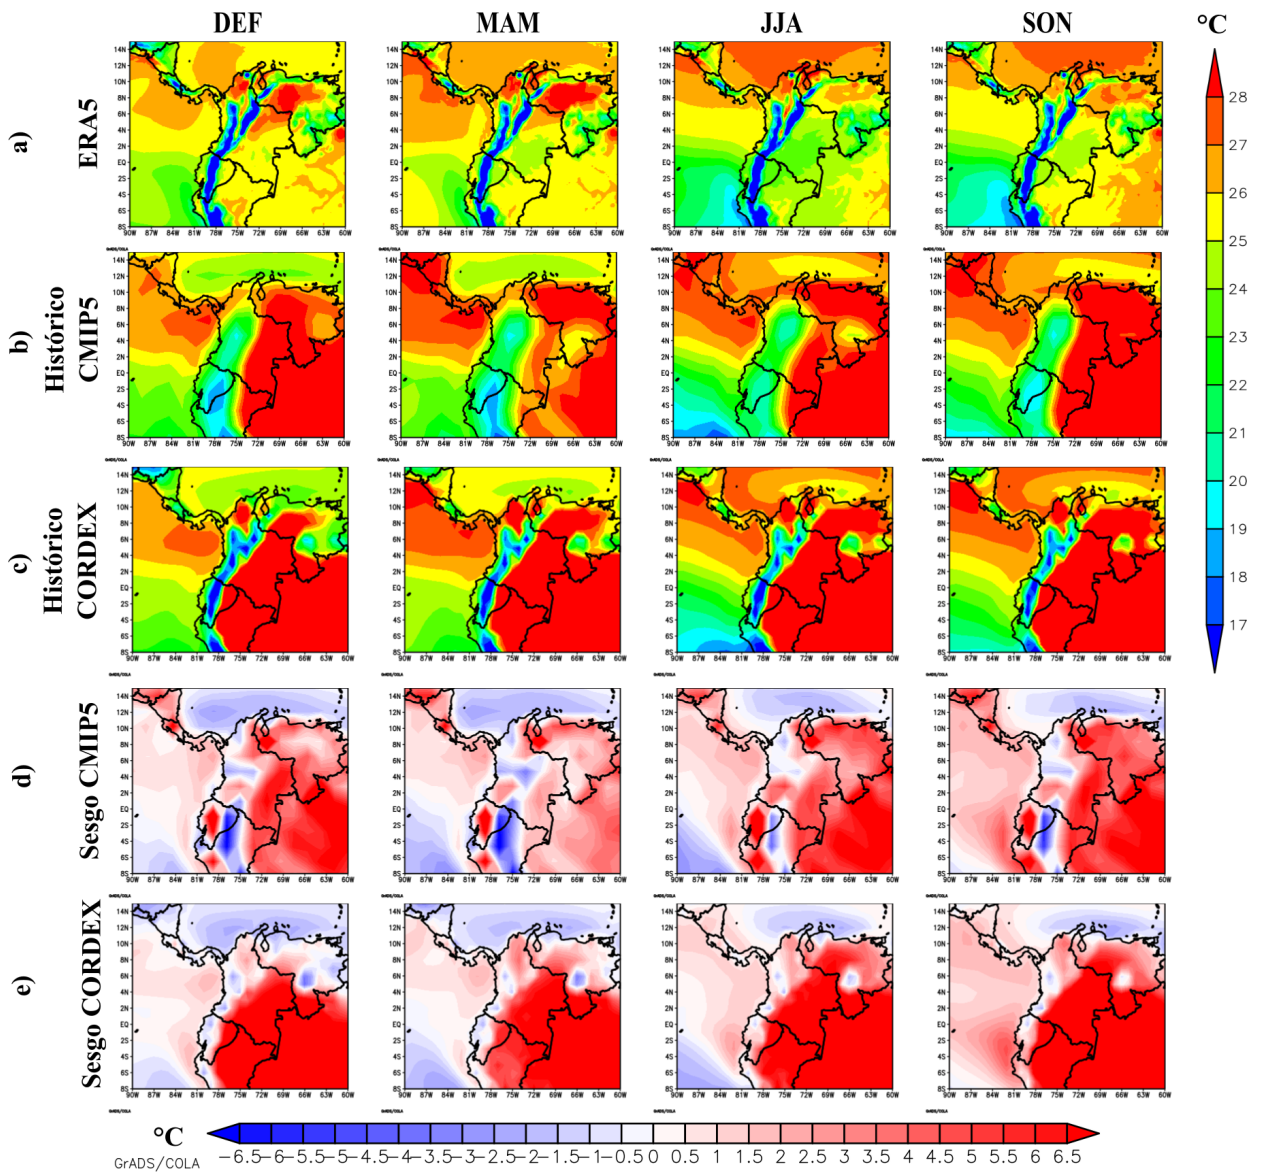 DEF MAM JJA SON °C
a) ERA5
14N 12N 10N 8N 6N 4N 2N EQ 2S 4S 6S 8S
90W 87W 84W 81W 78W 75W 72W 69W 66W 63W 60W
b) Histórico CMIP5
c) Histórico CORDEX
d) Sesgo CMIP5
e) Sesgo CORDEX
28
27
26
25
24
23
22
21
20
19
18
17
GrADS/COLA
°C
-6.5 -6 -5.5 -5 -4.5 -4 -3.5 -3 -2.5 -2 -1.5 -1 -0.5 0 0.5 1 1.5 2 2.5 3 3.5 4 4.5 5 5.5 6 6.5
GrADS/COLA